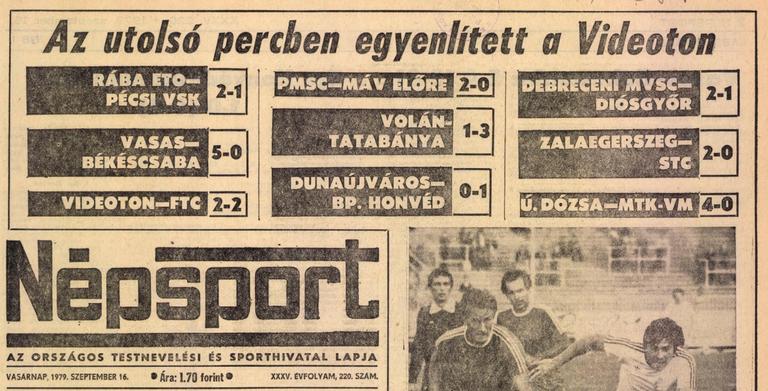 Az utolsó percben egyenlített a Videoton
RÁBA ETO—
PÉCSI VSK 2-1
VASAS—
BÉKÉSCSABA 5-0
VIDEOTON—FTC 2-2
PMSC—MÁV ELŐRE 2-0
VOLÁN-
TATABÁNYA 1-3
DUNAÚJVÁROS—
BP. HONVÉD 0-1
DEBRECENI MVSC—
DIÓSGYŐR 2-1
ZALAEGERSZEG—
STC 2-0
Ú. DÓZSA—MTK-VM 4-0
Népsport
AZ ORSZÁGOS TESTNEVELÉSI ÉS SPORTHIVATAL LAPJA
VASÁRNAP, 1979. SZEPTEMBER 16. ● Ára: 1,70 forint ● XXXV. ÉVFOLYAM, 220. SZÁM.